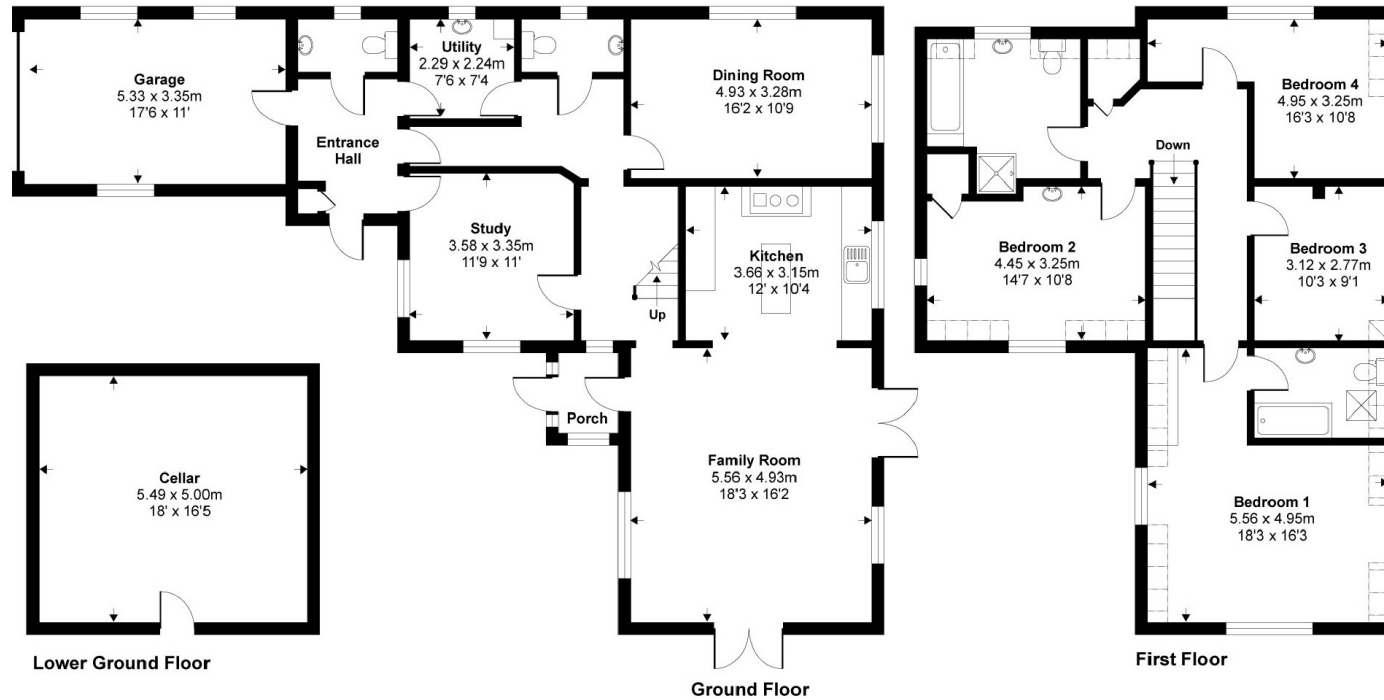 Garage
5.33 x 3.35m
17'6 x 11'
Entrance
Hall
Utility
2.29 x 2.24m
7'6 x 7'4
Dining Room
4.93 x 3.28m
16'2 x 10'9
Study
3.58 x 3.35m
11'9 x 11'
Up
Kitchen
3.66 x 3.15m
12' x 10'4
Porch
Family Room
5.56 x 4.93m
18'3 x 16'2
Ground Floor
Cellar
5.49 x 5.00m
18' x 16'5
Lower Ground Floor
Bedroom 4
4.95 x 3.25m
16'3 x 10'8
Down
Bedroom 2
4.45 x 3.25m
14'7 x 10'8
Bedroom 3
3.12 x 2.77m
10'3 x 9'1
Bedroom 1
5.56 x 4.95m
18'3 x 16'3
First Floor